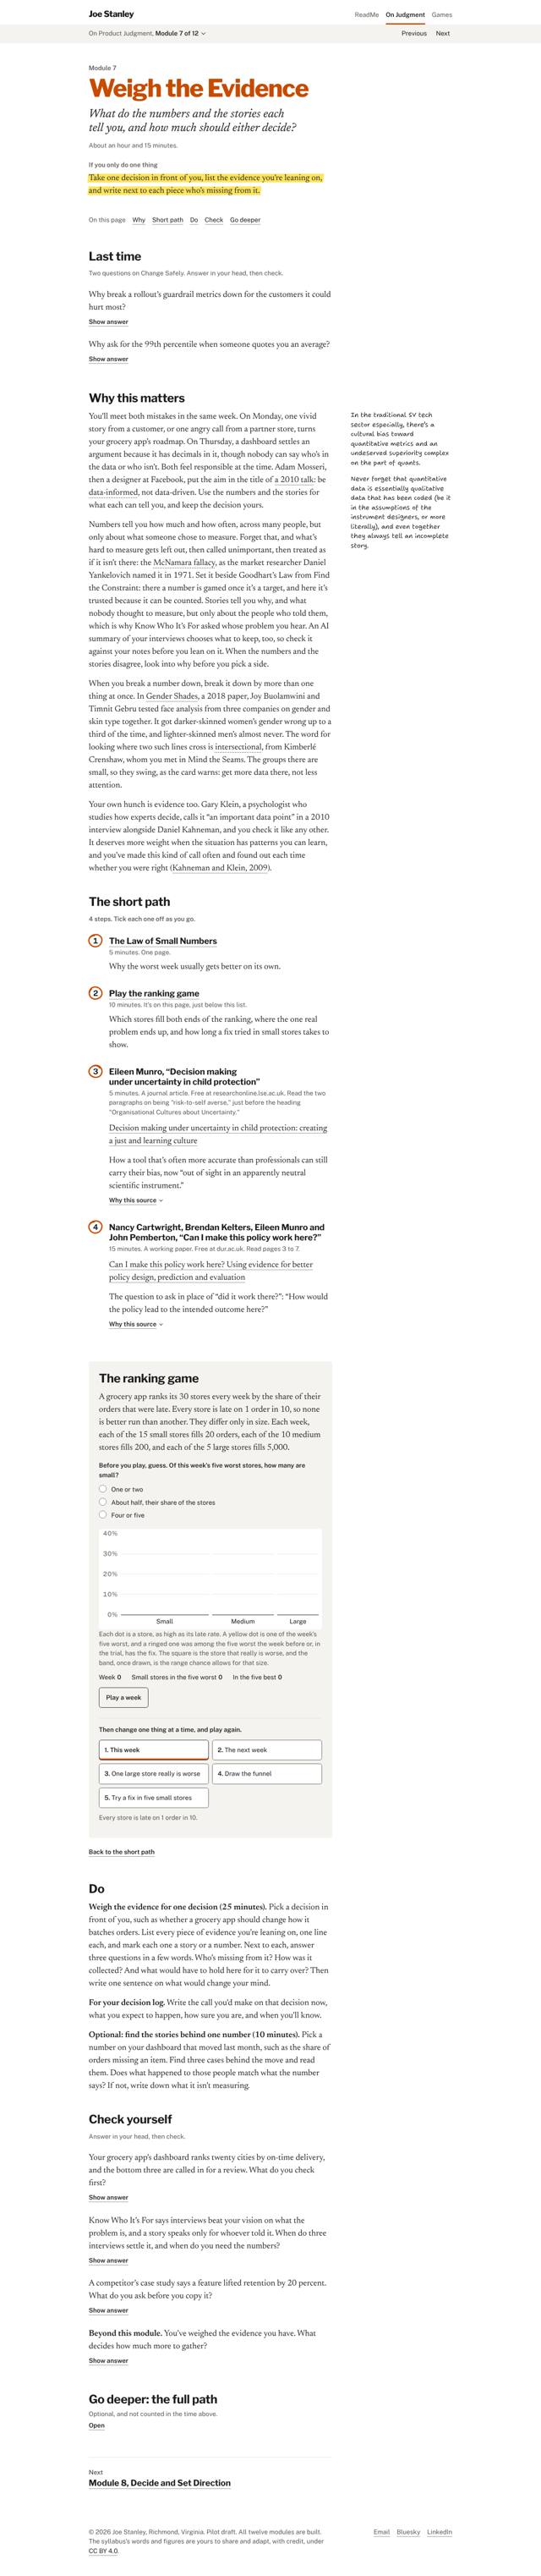 Joe Stanley
ReadMe On Judgment Games
On Product Judgment, Module 7 of 12
Previous Next
Module 7
Weigh the Evidence
What do the numbers and the stories each
tell you, and how much should either decide?
About an hour and 15 minutes.
If you only do one thing
Take one decision in front of you, list the evidence you're leaning on,
and write next to each piece who's missing from it.
On this page Why Short path Do Check Go deeper
Last time
Two questions on Change Safely. Answer in your head, then check.
Why break a rollout's guardrail metrics down for the customers it could
hurt most?
Show answer
Why ask for the 99th percentile when someone quotes you an average?
Show answer
Why this matters
You'll meet both mistakes in the same week. On Monday, one vivid
story from a customer, or one angry call from a partner store, turns
your grocery app's roadmap. On Thursday, a dashboard settles an
argument because it has decimals in it, though nobody can say who's in
the data or who isn't. Both feel responsible at the time. Adam Mosseri,
then a designer at Facebook, put the aim in the title of a 2010 talk: be
data-informed, not data-driven. Use the numbers and the stories for
what each can tell you, and keep the decision yours.
In the traditional SV tech
sector especially, there's a
cultural bias toward
quantitative metrics and an
undeserved superiority complex
on the part of quants.
Never forget that quantitative
data is essentially qualitative
data that has been coded (be it
in the assumptions of the
instrument designers, or more
literally), and even together
they always tell an incomplete
story.
Numbers tell you how much and how often, across many people, but
only about what someone chose to measure. Forget that, and what's
hard to measure gets left out, then called unimportant, then treated as
if it isn't there: the McNamara fallacy, as the market researcher Daniel
Yankelovich named it in 1971. Set it beside Goodhart's Law from Find
the Constraint: there a number is gamed once it's a target, and here it's
trusted because it can be counted. Stories tell you why, and what
nobody thought to measure, but only about the people who told them,
which is why Know Who It's For asked whose problem you hear. An AI
summary of your interviews chooses what to keep, too, so check it
against your notes before you lean on it. When the numbers and the
stories disagree, look into why before you pick a side.
When you break a number down, break it down by more than one
thing at once. In Gender Shades, a 2018 paper, Joy Buolamwini and
Timnit Gebru tested face analysis from three companies on gender and
skin type together. It got darker-skinned women's gender wrong up to a
third of the time, and lighter-skinned men's almost never. The word for
looking where two such lines cross is intersectional, from Kimberlé
Crenshaw, whom you met in Mind the Seams. The groups there are
small, so they swing, as the card warns: get more data there, not less
attention.
Your own hunch is evidence too. Gary Klein, a psychologist who
studies how experts decide, calls it "an important data point" in a 2010
interview alongside Daniel Kahneman, and you check it like any other.
It deserves more weight when the situation has patterns you can learn,
and you've made this kind of call often and found out each time
whether you were right (Kahneman and Klein, 2009).
The short path
4 steps. Tick each one off as you go.
1 The Law of Small Numbers
5 minutes. One page.
Why the worst week usually gets better on its own.
2 Play the ranking game
10 minutes. It's on this page, just below this list.
Which stores fill both ends of the ranking, where the one real
problem ends up, and how long a fix tried in small stores takes to
show.
3 Eileen Munro, "Decision making
under uncertainty in child protection"
5 minutes. A journal article. Free at researchonline.lse.ac.uk. Read the two
paragraphs on being "risk-to-self averse," just before the heading
"Organisational Cultures about Uncertainty."
Decision making under uncertainty in child protection: creating
a just and learning culture
How a tool that's often more accurate than professionals can still
carry their bias, now "out of sight in an apparently neutral
scientific instrument."
Why this source
4 Nancy Cartwright, Brendan Kelters, Eileen Munro and
John Pemberton, "Can I make this policy work here?"
15 minutes. A working paper. Free at dur.ac.uk. Read pages 3 to 7.
Can I make this policy work here? Using evidence for better
policy design, prediction and evaluation
The question to ask in place of "did it work there?": "How would
the policy lead to the intended outcome here?"
Why this source
The ranking game
A grocery app ranks its 30 stores every week by the share of their
orders that were late. Every store is late on 1 order in 10, so none
is better run than another. They differ only in size. Each week,
each of the 15 small stores fills 20 orders, each of the 10 medium
stores fills 200, and each of the 5 large stores fills 5,000.
Before you play, guess. Of this week's five worst stores, how many are
small?
One or two
About half, their share of the stores
Four or five
40%
30%
20%
10%
0%
Small Medium Large
Each dot is a store, as high as its late rate. A yellow dot is one of the week's
five worst, and a ringed one was among the five worst the week before or, in
the trial, has the fix. The square is the store that really is worse, and the
band, once drawn, is the range chance allows for that size.
Week 0 Small stores in the five worst 0 In the five best 0
Play a week
Then change one thing at a time, and play again.
1. This week
2. The next week
3. One large store really is worse
4. Draw the funnel
5. Try a fix in five small stores
Every store is late on 1 order in 10.
Back to the short path
Do
Weigh the evidence for one decision (25 minutes). Pick a decision in
front of you, such as whether a grocery app should change how it
batches orders. List every piece of evidence you're leaning on, one line
each, and mark each one a story or a number. Next to each, answer
three questions in a few words. Who's missing from it? How was it
collected? And what would have to hold here for it to carry over? Then
write one sentence on what would change your mind.
For your decision log. Write the call you'd make on that decision now,
what you expect to happen, how sure you are, and when you'll know.
Optional: find the stories behind one number (10 minutes). Pick a
number on your dashboard that moved last month, such as the share of
orders missing an item. Find three cases behind the move and read
them. Does what happened to those people match what the number
says? If not, write down what it isn't measuring.
Check yourself
Answer in your head, then check.
Your grocery app's dashboard ranks twenty cities by on-time delivery,
and the bottom three are called in for a review. What do you check
first?
Show answer
Know Who It's For says interviews beat your vision on what the
problem is, and a story speaks only for whoever told it. When do three
interviews settle it, and when do you need the numbers?
Show answer
A competitor's case study says a feature lifted retention by 20 percent.
What do you ask before you copy it?
Show answer
Beyond this module. You've weighed the evidence you have. What
decides how much more to gather?
Show answer
Go deeper: the full path
Optional, and not counted in the time above.
Open
Next
Module 8, Decide and Set Direction
© 2026 Joe Stanley, Richmond, Virginia. Pilot draft. All twelve modules are built.
The syllabus's words and figures are yours to share and adapt, with credit, under
CC BY 4.0.
Email Bluesky LinkedIn